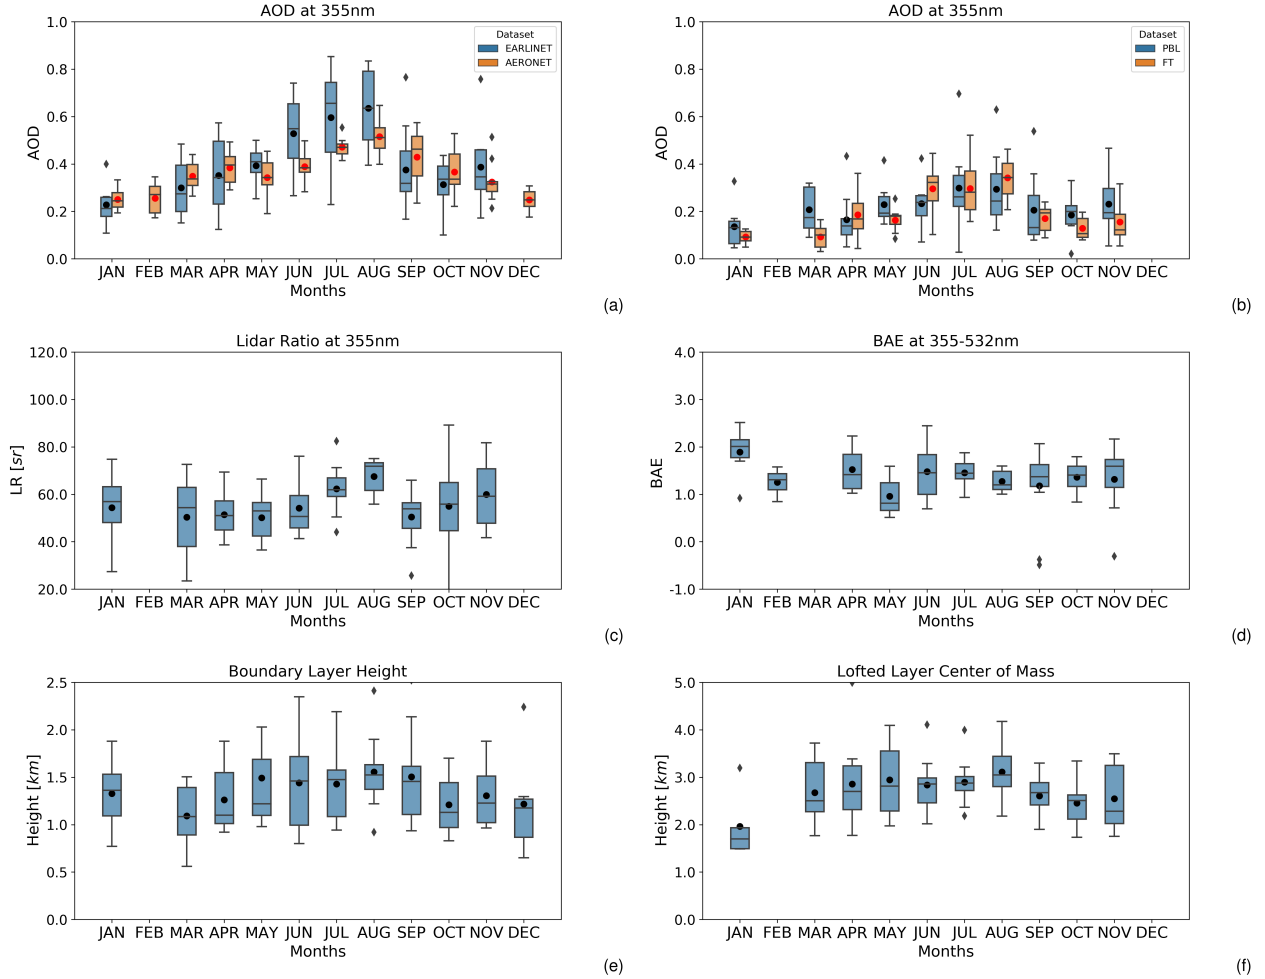 AOD at 355nm
1.0
0.8
0.6
0.4
0.2
0.0
AOD
Dataset
EARLINET
AERONET
JAN FEB MAR APR MAY JUN JUL AUG SEP OCT NOV DEC
Months
(a)
AOD at 355nm
1.0
0.8
0.6
0.4
0.2
0.0
AOD
Dataset
PBL
FT
JAN FEB MAR APR MAY JUN JUL AUG SEP OCT NOV DEC
Months
(b)
Lidar Ratio at 355nm
120.0
100.0
80.0
60.0
40.0
20.0
LR [sr]
JAN FEB MAR APR MAY JUN JUL AUG SEP OCT NOV DEC
Months
(c)
BAE at 355-532nm
4.0
3.0
2.0
1.0
0.0
-1.0
BAE
JAN FEB MAR APR MAY JUN JUL AUG SEP OCT NOV DEC
Months
(d)
Boundary Layer Height
2.5
2.0
1.5
1.0
0.5
0.0
Height [km]
JAN FEB MAR APR MAY JUN JUL AUG SEP OCT NOV DEC
Months
(e)
Lofted Layer Center of Mass
5.0
4.0
3.0
2.0
1.0
0.0
Height [km]
JAN FEB MAR APR MAY JUN JUL AUG SEP OCT NOV DEC
Months
(f)